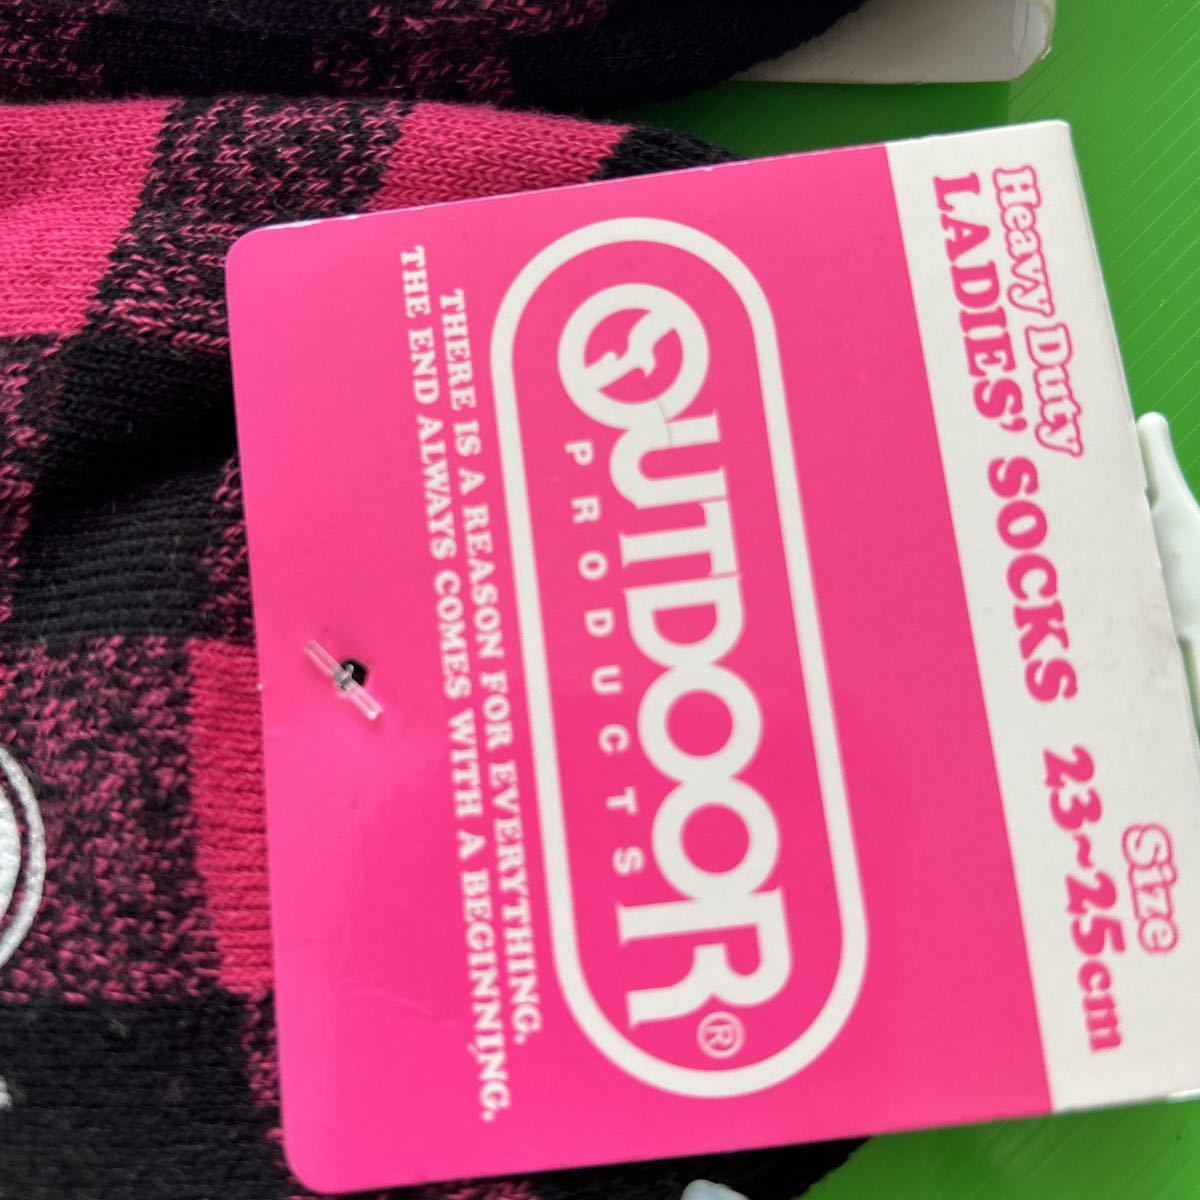 Heavy Duty
LADIES' SOCKS
Size
23~25cm
OUTDOOR®
PRODUCTS
THERE IS A REASON FOR EVERYTHING.
THE END ALWAYS COMES WITH A BEGINNING.